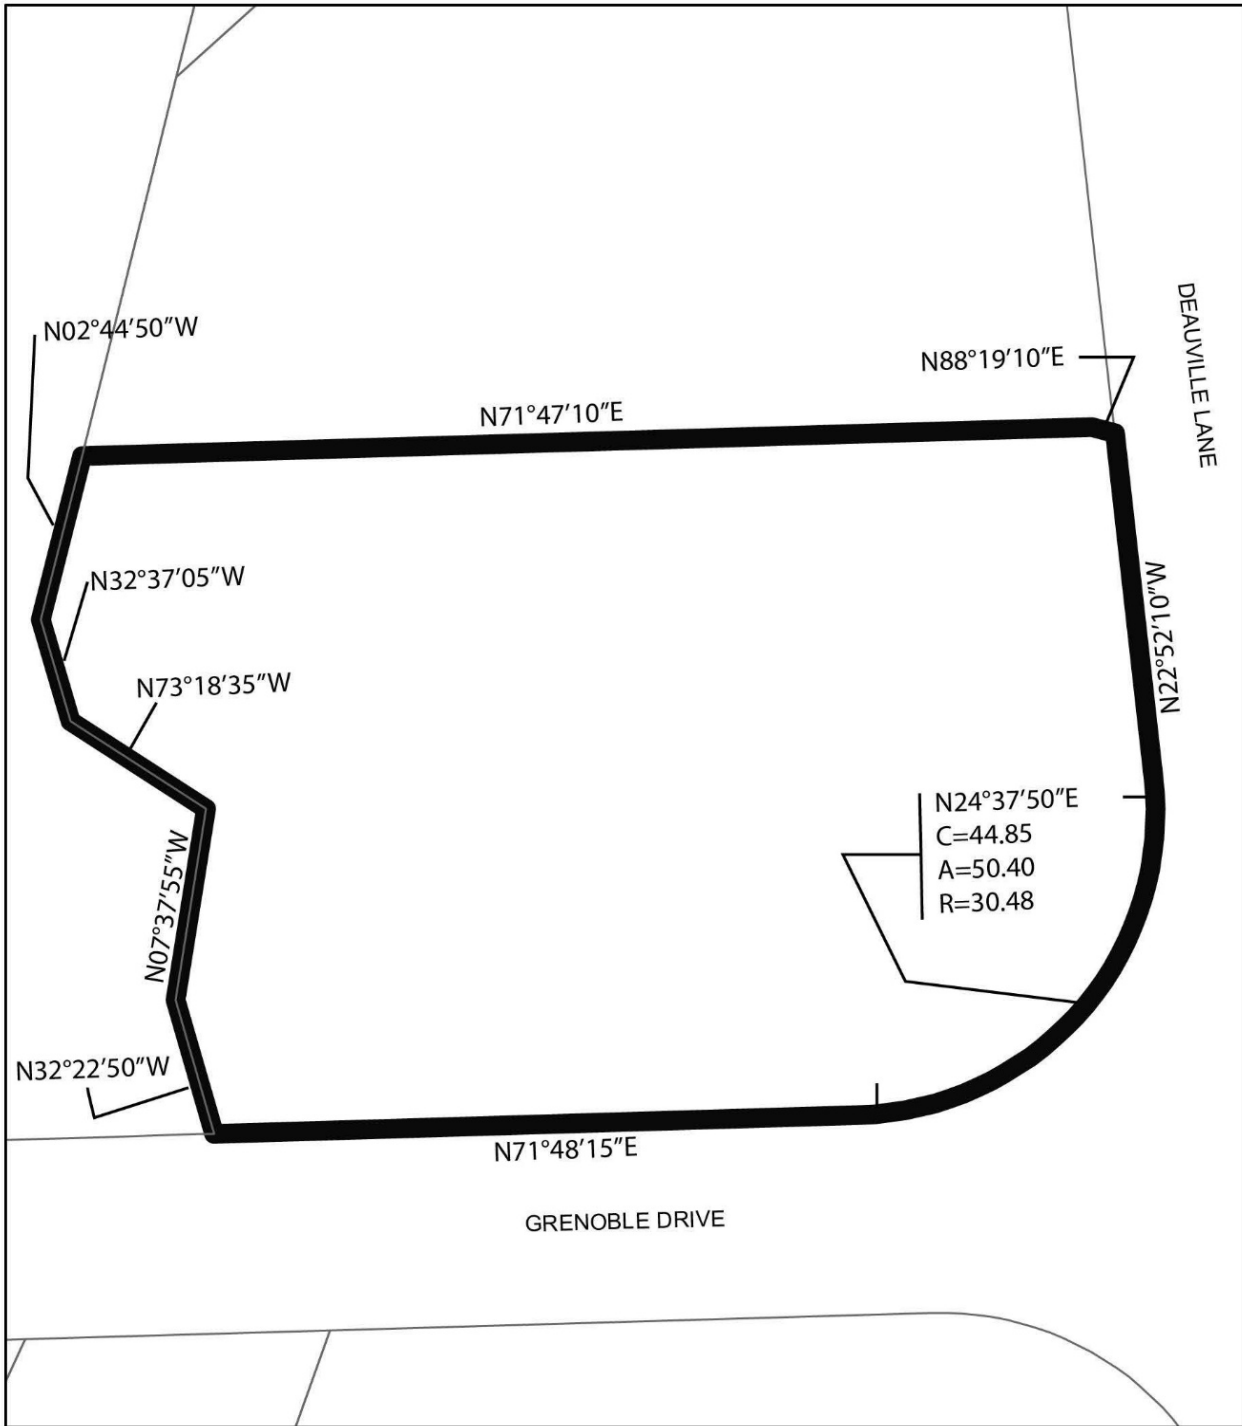 N02°44'50"W
DEAUVILLE LANE
N88°19'10"E
N71°47'10"E
N32°37'05"W
N22°52'10"W
N73°18'35"W
N24°37'50"E
C=44.85
A=50.40
R=30.48
N07°37'55"W
N32°22'50"W
N71°48'15"E
GRENOBLE DRIVE